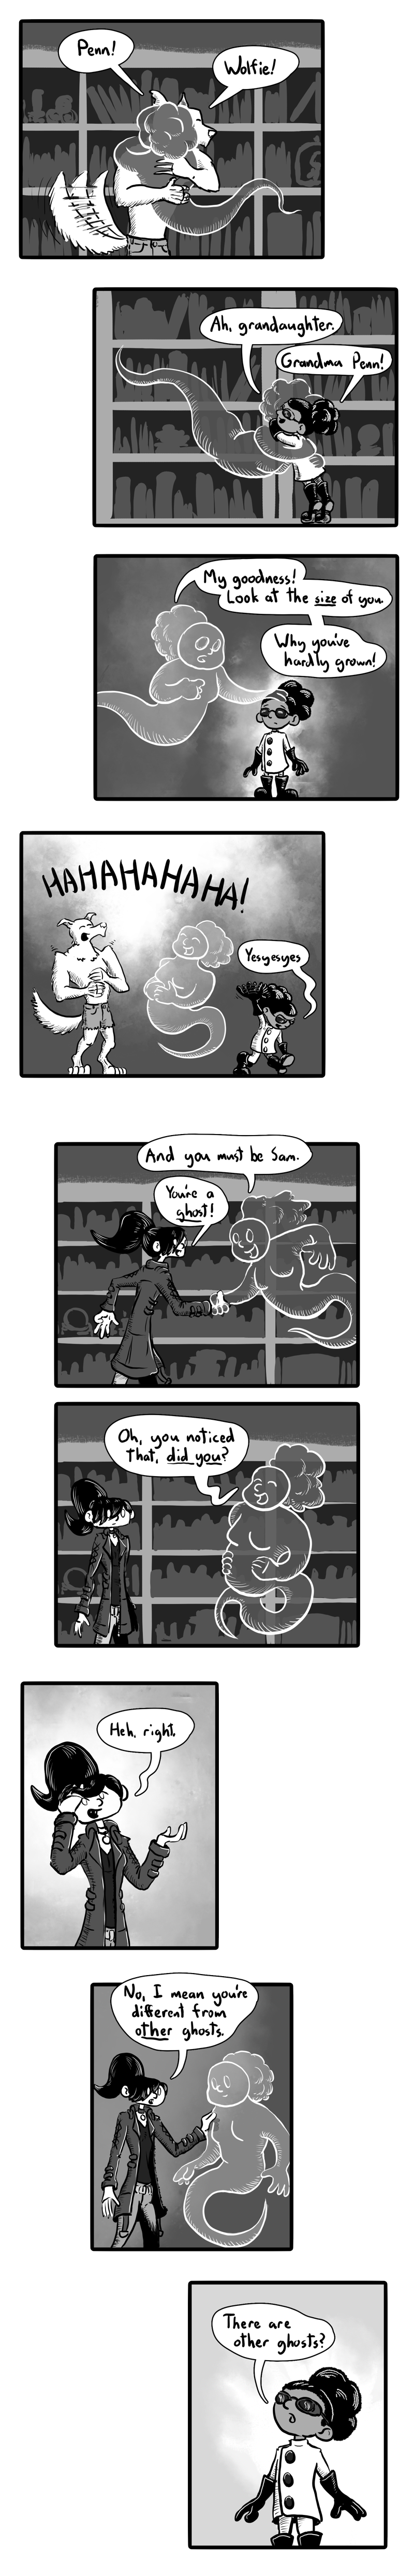 Penn!
Wolfie!
Ah, grandaughter.
Grandma Penn!
My goodness!
Look at the size of you.
Why you've
hardly grown!
HAHAHAHAHA!
Yesyesyes
And you must be Sam.
You're a
ghost!
Oh, you noticed
that, did you?
Heh, right.
No, I mean you're
different from
other ghosts.
There are
other ghosts?